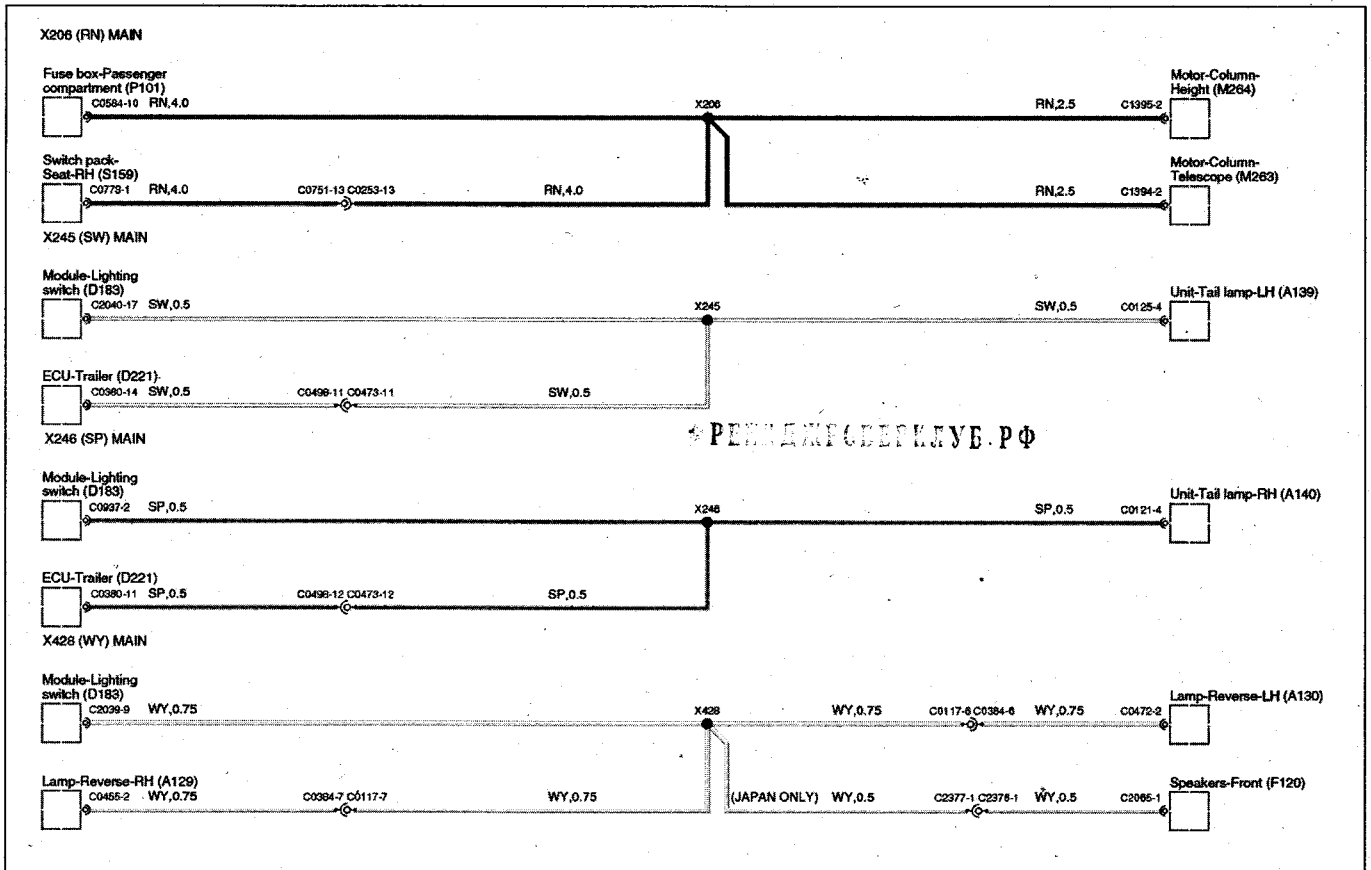 X206 (RN) MAIN
Fuse box-Passenger
compartment (P101)
C0584-10 RN,4.0
X206
RN,2.5 C1395-2
Motor-Column-
Height (M264)
Switch pack-
Seat-RH (S159)
C0779-1 RN,4.0
C0751-13 C0253-13
RN,4.0
RN,2.5 C1394-2
Motor-Column-
Telescope (M263)
X245 (SW) MAIN
Module-Lighting
switch (D183)
C2040-17 SW,0.5
X245
SW,0.5 C0125-4
Unit-Tail lamp-LH (A139)
ECU-Trailer (D221)
C0380-14 SW,0.5
C0498-11 C0473-11
SW,0.5
X246 (SP) MAIN
Module-Lighting
switch (D183)
C0937-2 SP,0.5
X246
SP,0.5 C0121-4
Unit-Tail lamp-RH (A140)
ECU-Trailer (D221)
C0380-11 SP,0.5
C0498-12 C0473-12
SP,0.5
X428 (WY) MAIN
Module-Lighting
switch (D183)
C2039-9 WY,0.75
X428
WY,0.75
C0117-6 C0384-6
WY,0.75 C0472-2
Lamp-Reverse-LH (A130)
Lamp-Reverse-RH (A129)
C0455-2 WY,0.75
C0384-7 C0117-7
WY,0.75
(JAPAN ONLY) WY,0.5
C2377-1 C2376-1
WY,0.5 C2065-1
Speakers-Front (F120)